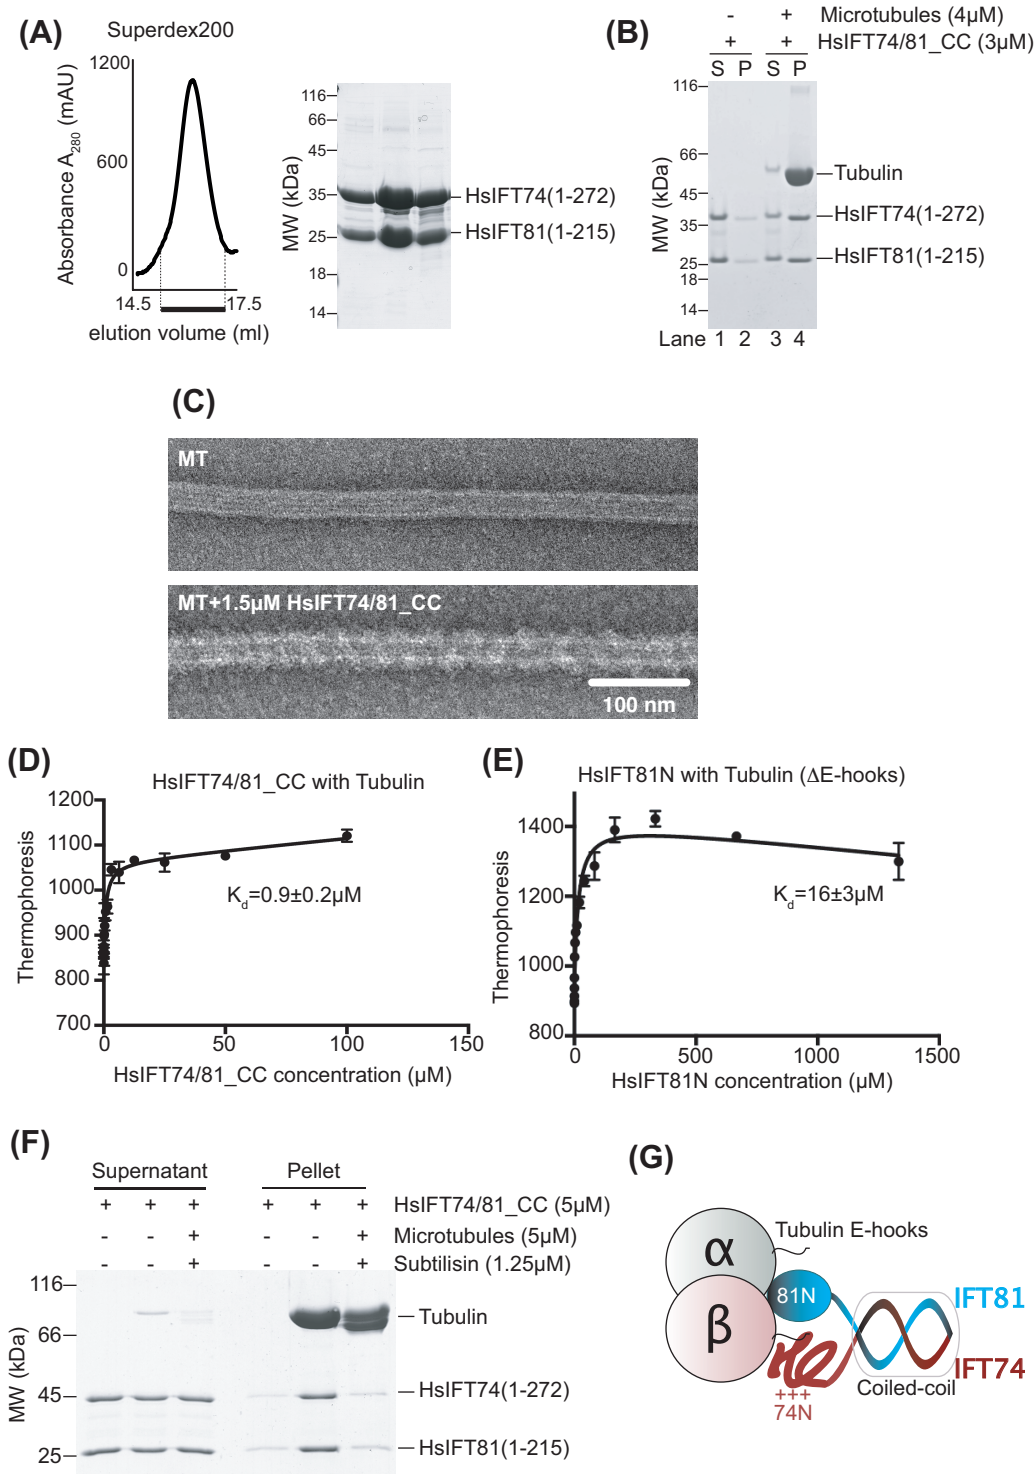 (A)
Superdex200
1200
600
0
Absorbance A280 (mAU)
14.5
17.5
elution volume (ml)
116
66
45
35
25
18
14
MW (kDa)
HsIFT74(1-272)
HsIFT81(1-215)
(B)
- + Microtubules (4µM)
+ + HsIFT74/81_CC (3µM)
S P S P
116
66
45
35
25
18
14
MW (kDa)
Tubulin
HsIFT74(1-272)
HsIFT81(1-215)
Lane 1 2 3 4
(C)
MT
MT+1.5µM HsIFT74/81_CC
100 nm
(D)
HsIFT74/81_CC with Tubulin
1200
1100
1000
900
800
700
Thermophoresis
Kd=0.9±0.2µM
0 50 100 150
HsIFT74/81_CC concentration (µM)
(E)
HsIFT81N with Tubulin (ΔE-hooks)
1400
1200
1000
800
Thermophoresis
Kd=16±3µM
0 500 1000 1500
HsIFT81N concentration (µM)
(F)
Supernatant Pellet
+ + + + + + HsIFT74/81_CC (5µM)
- - + - - + Microtubules (5µM)
- - + - - + Subtilisin (1.25µM)
116
66
45
25
MW (kDa)
Tubulin
HsIFT74(1-272)
HsIFT81(1-215)
(G)
Tubulin E-hooks
α
β
81N
IFT81
IFT74
Coiled-coil
+++
74N